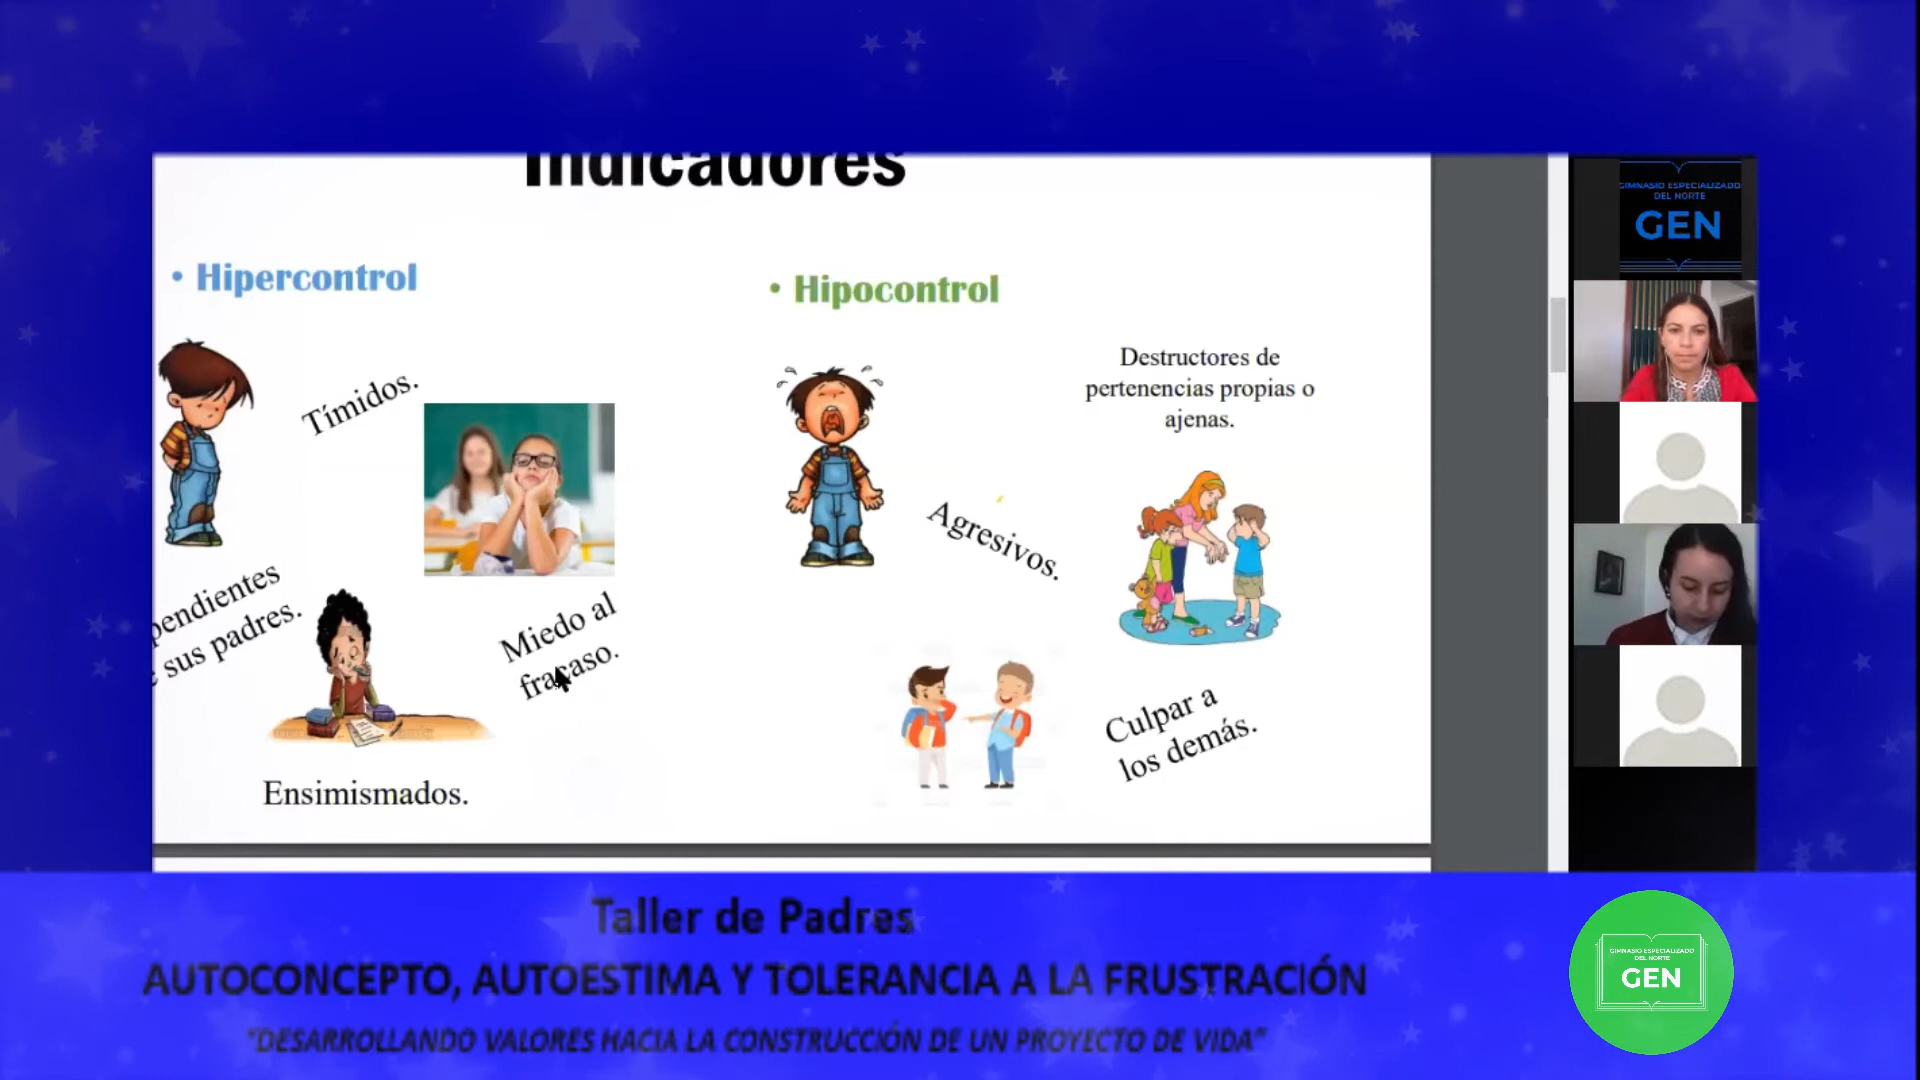 Indicadores
• Hipercontrol
Tímidos.
pendientes
sus padres.
Miedo al
fracaso.
Ensimismados.
• Hipocontrol
Destructores de
pertenencias propias o
ajenas.
Agresivos.
Culpar a
los demás.
GIMNASIO ESPECIALIZADO
DEL NORTE
GEN
Taller de Padres
AUTOCONCEPTO, AUTOESTIMA Y TOLERANCIA A LA FRUSTRACIÓN
"DESARROLLANDO VALORES HACIA LA CONSTRUCCIÓN DE UN PROYECTO DE VIDA"
GIMNASIO ESPECIALIZADO
DEL NORTE
GEN